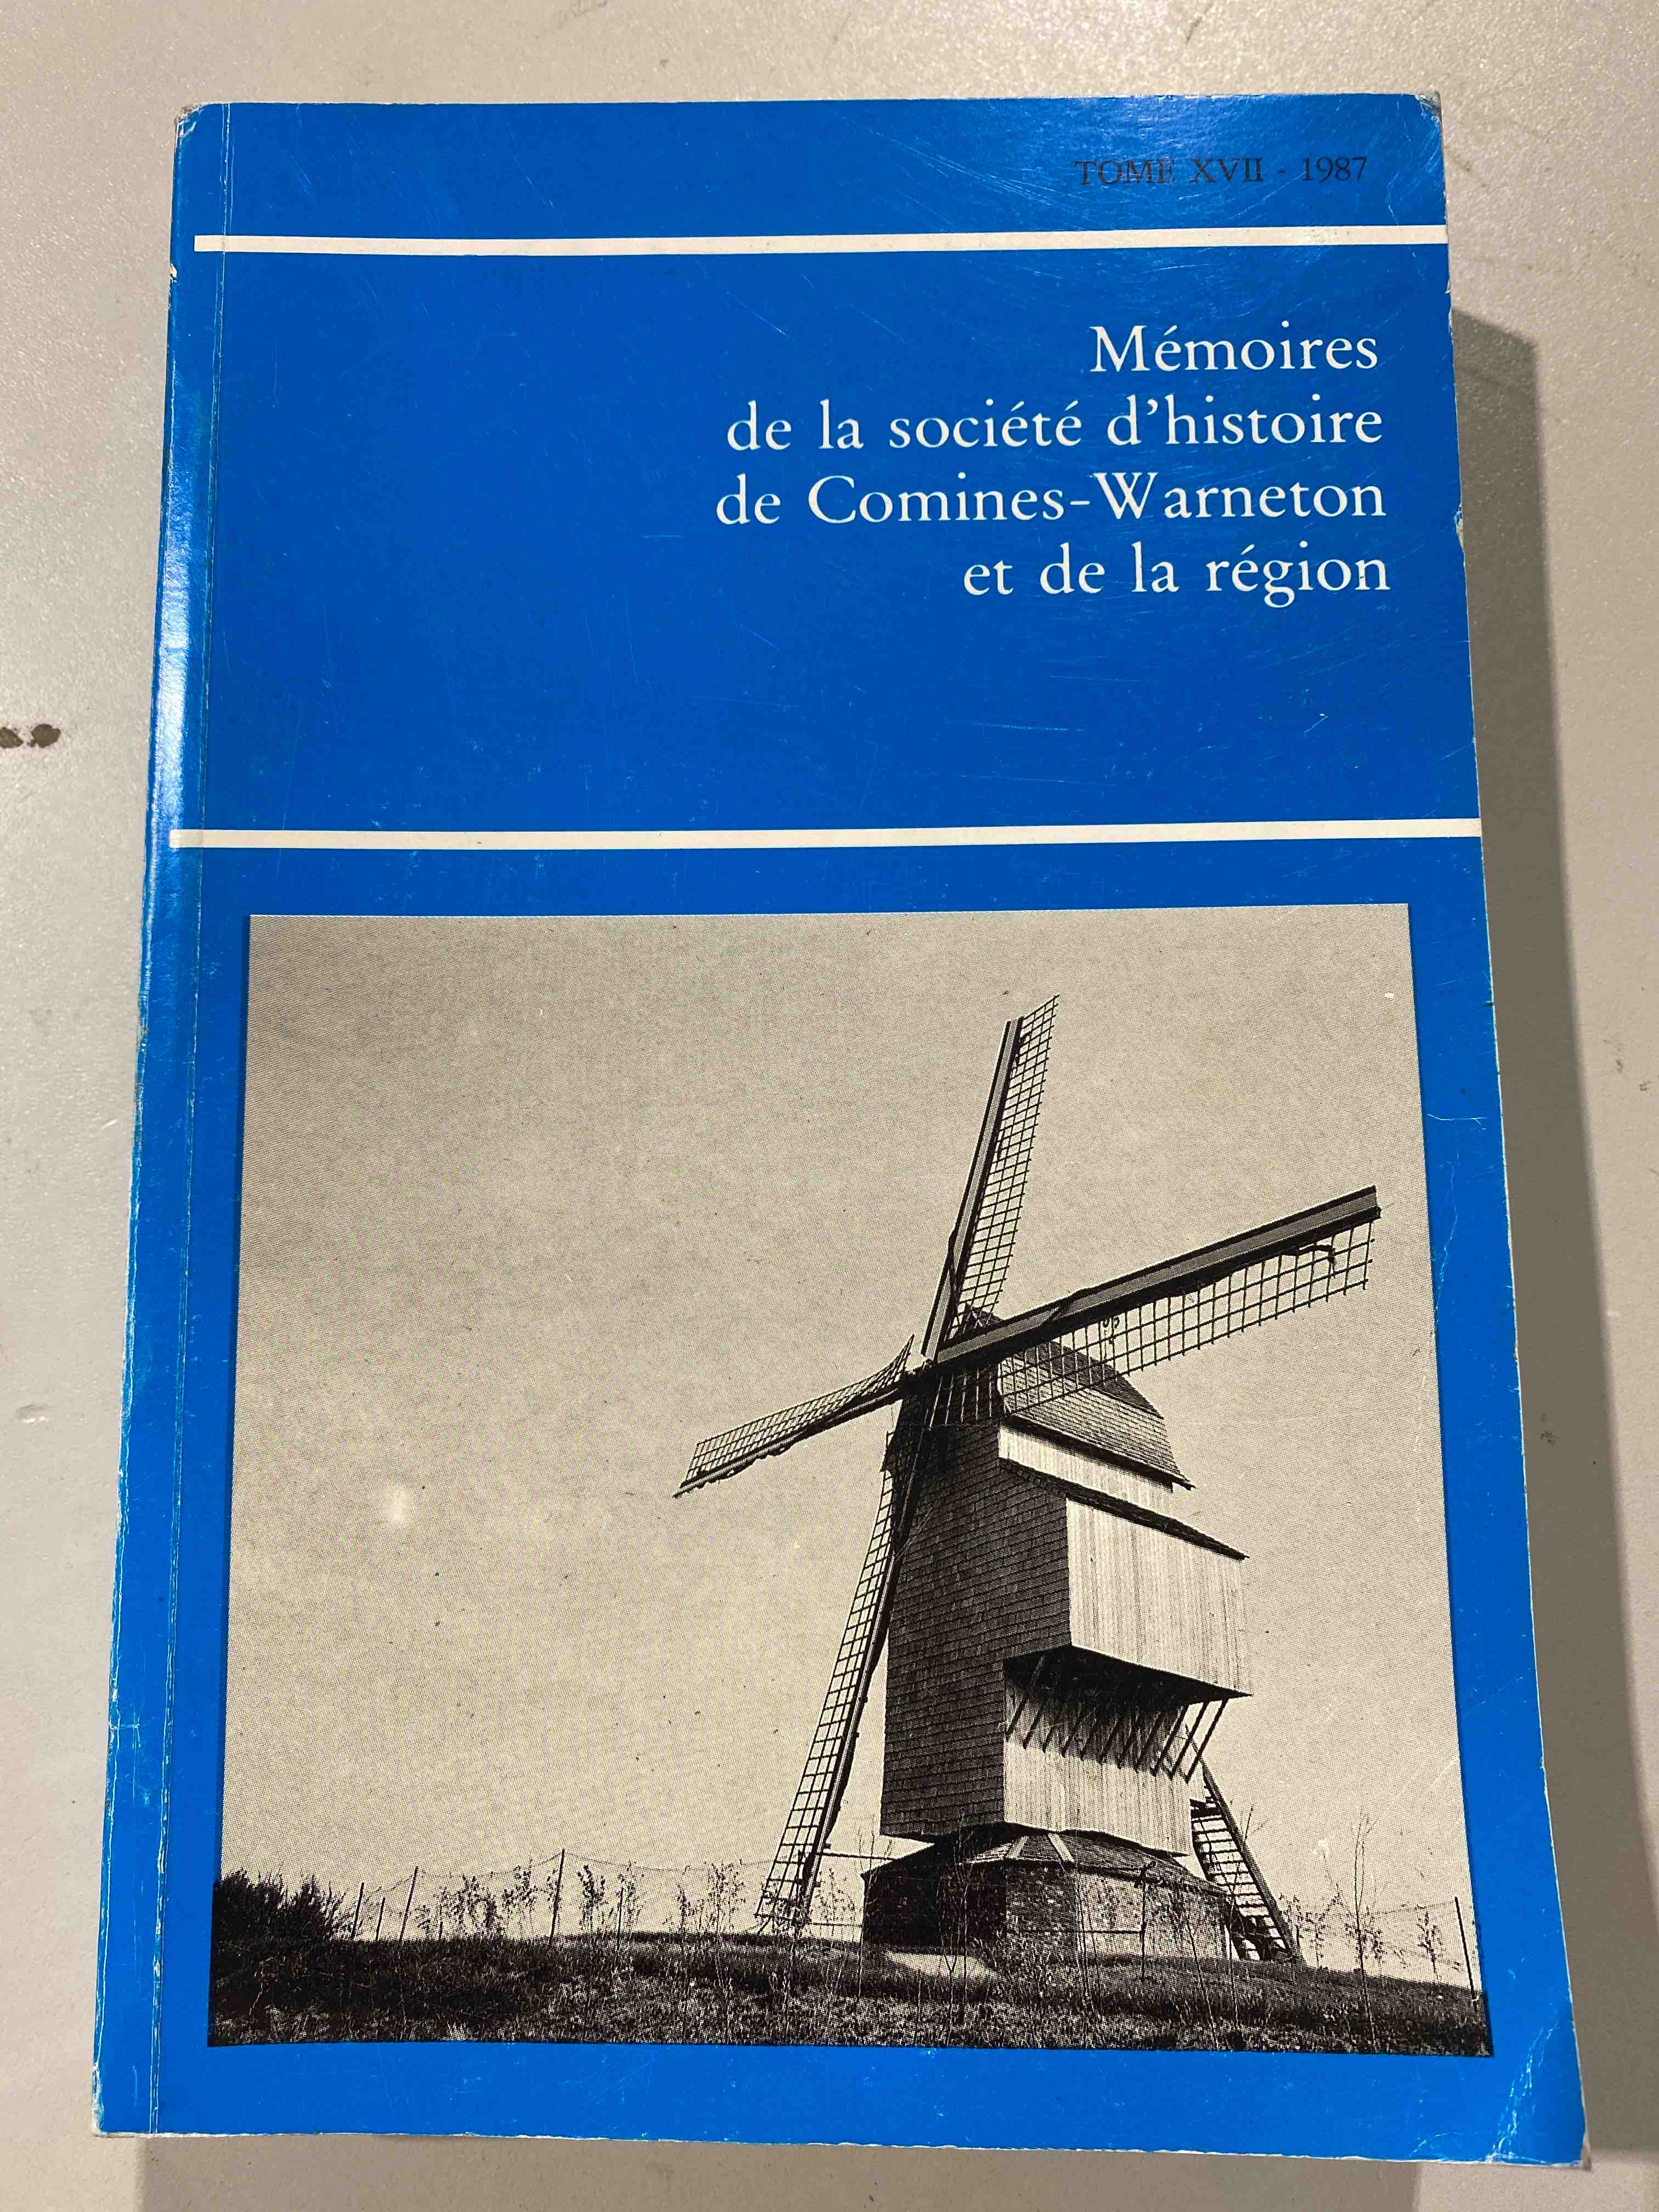 TOME XVII - 1987
Mémoires
de la société d'histoire
de Comines-Warneton
et de la région